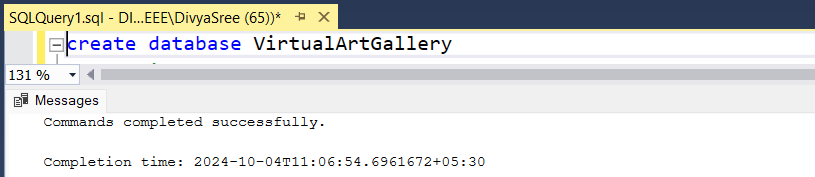 SQLQuery1.sql - DI...EEE\DivyaSree (65))*
create database VirtualArtGallery
131 %
Messages
Commands completed successfully.
Completion time: 2024-10-04T11:06:54.6961672+05:30